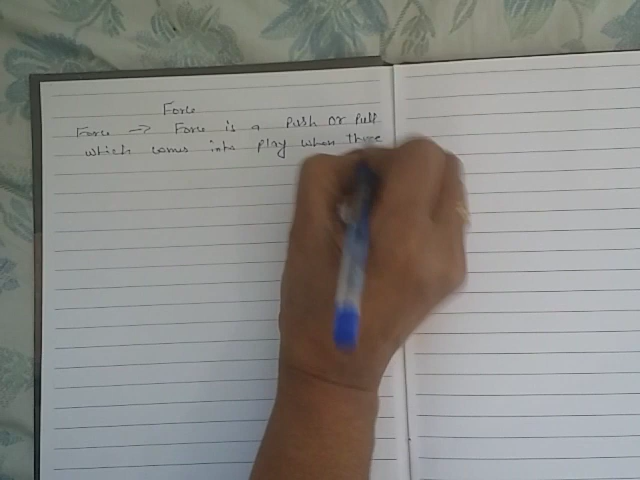 Force
Force → Force is a push or pull
which comes into play when there